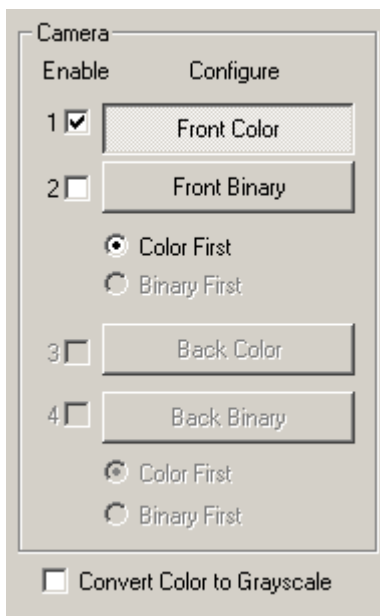 Camera
Enable Configure
1 Front Color
2 Front Binary
Color First
Binary First
3 Back Color
4 Back Binary
Color First
Binary First
Convert Color to Grayscale